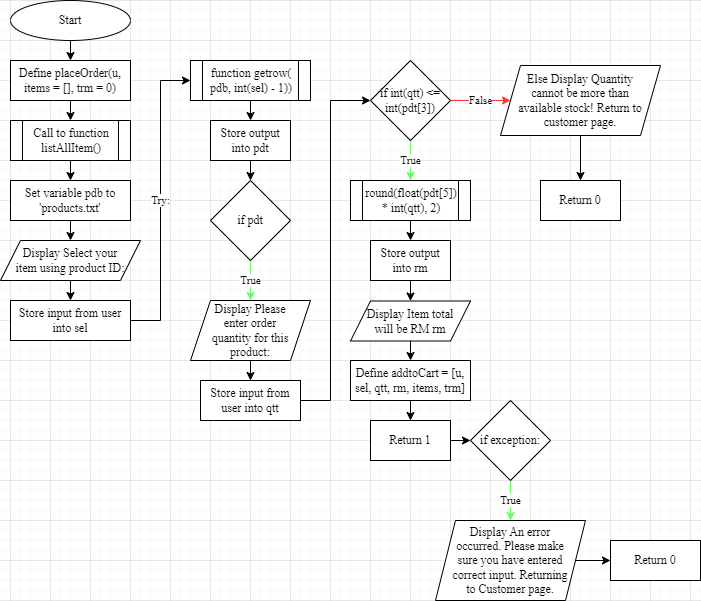 Start
Define placeOrder(u,
items = [], trm = 0)
Call to function
listAllItem()
Set variable pdb to
'products.txt'
Display Select your
item using product ID:
Store input from user
into sel
Try:
function getrow(
pdb, int(sel) - 1))
Store output
into pdt
if pdt
True
Display Please
enter order
quantity for this
product:
Store input from
user into qtt
if int(qtt) <=
int(pdt[3])
False
Else Display Quantity
cannot be more than
available stock! Return to
customer page.
Return 0
True
round(float(pdt[5])
* int(qtt), 2)
Store output
into rm
Display Item total
will be RM rm
Define addtoCart = [u,
sel, qtt, rm, items, trm]
Return 1
if exception:
True
Display An error
occurred. Please make
sure you have entered
correct input. Returning
to Customer page.
Return 0